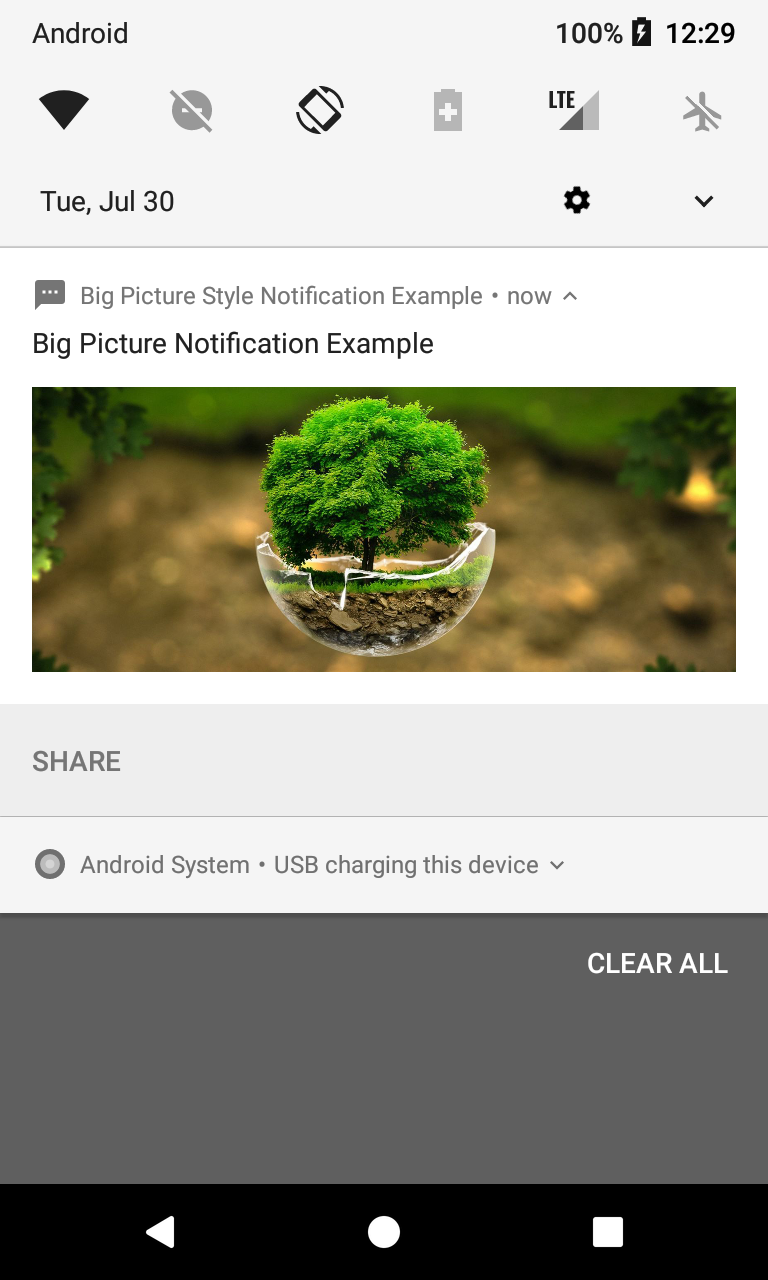 Android 100% 12:29
LTE
Tue, Jul 30
Big Picture Style Notification Example • now
Big Picture Notification Example
SHARE
Android System • USB charging this device
CLEAR ALL